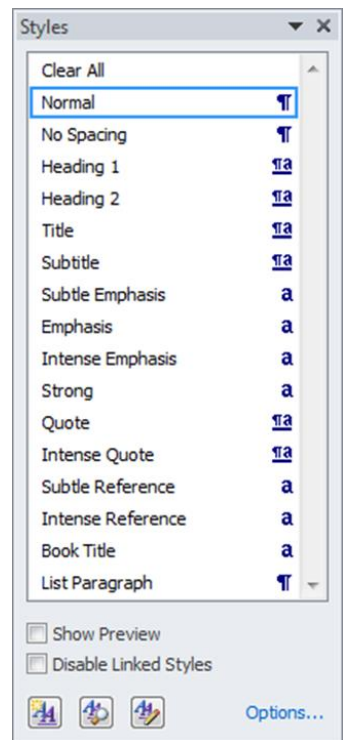 Styles
Clear All
Normal ¶
No Spacing ¶
Heading 1 ¶a
Heading 2 ¶a
Title ¶a
Subtitle ¶a
Subtle Emphasis a
Emphasis a
Intense Emphasis a
Strong a
Quote ¶a
Intense Quote ¶a
Subtle Reference a
Intense Reference a
Book Title a
List Paragraph ¶
Show Preview
Disable Linked Styles
Options...